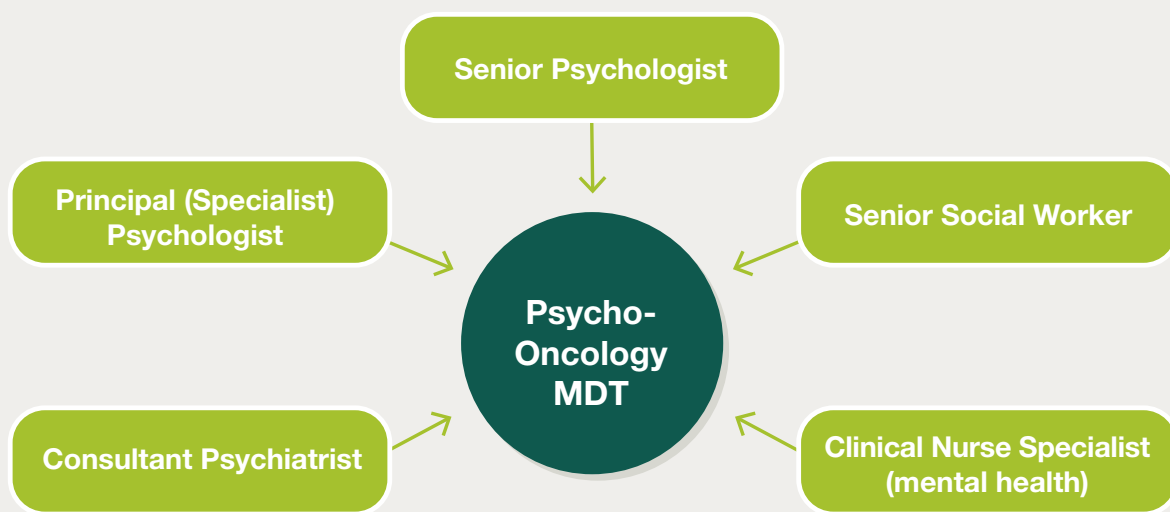 Senior Psychologist
Principal (Specialist)
Psychologist
Senior Social Worker
Psycho-
Oncology
MDT
Consultant Psychiatrist
Clinical Nurse Specialist
(mental health)